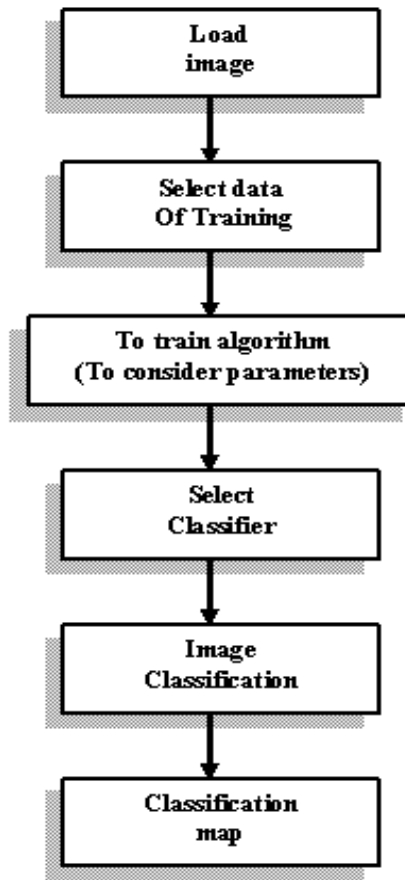 Load
image
Select data
Of Training
To train algorithm
(To consider parameters)
Select
Classifier
Image
Classification
Classification
map